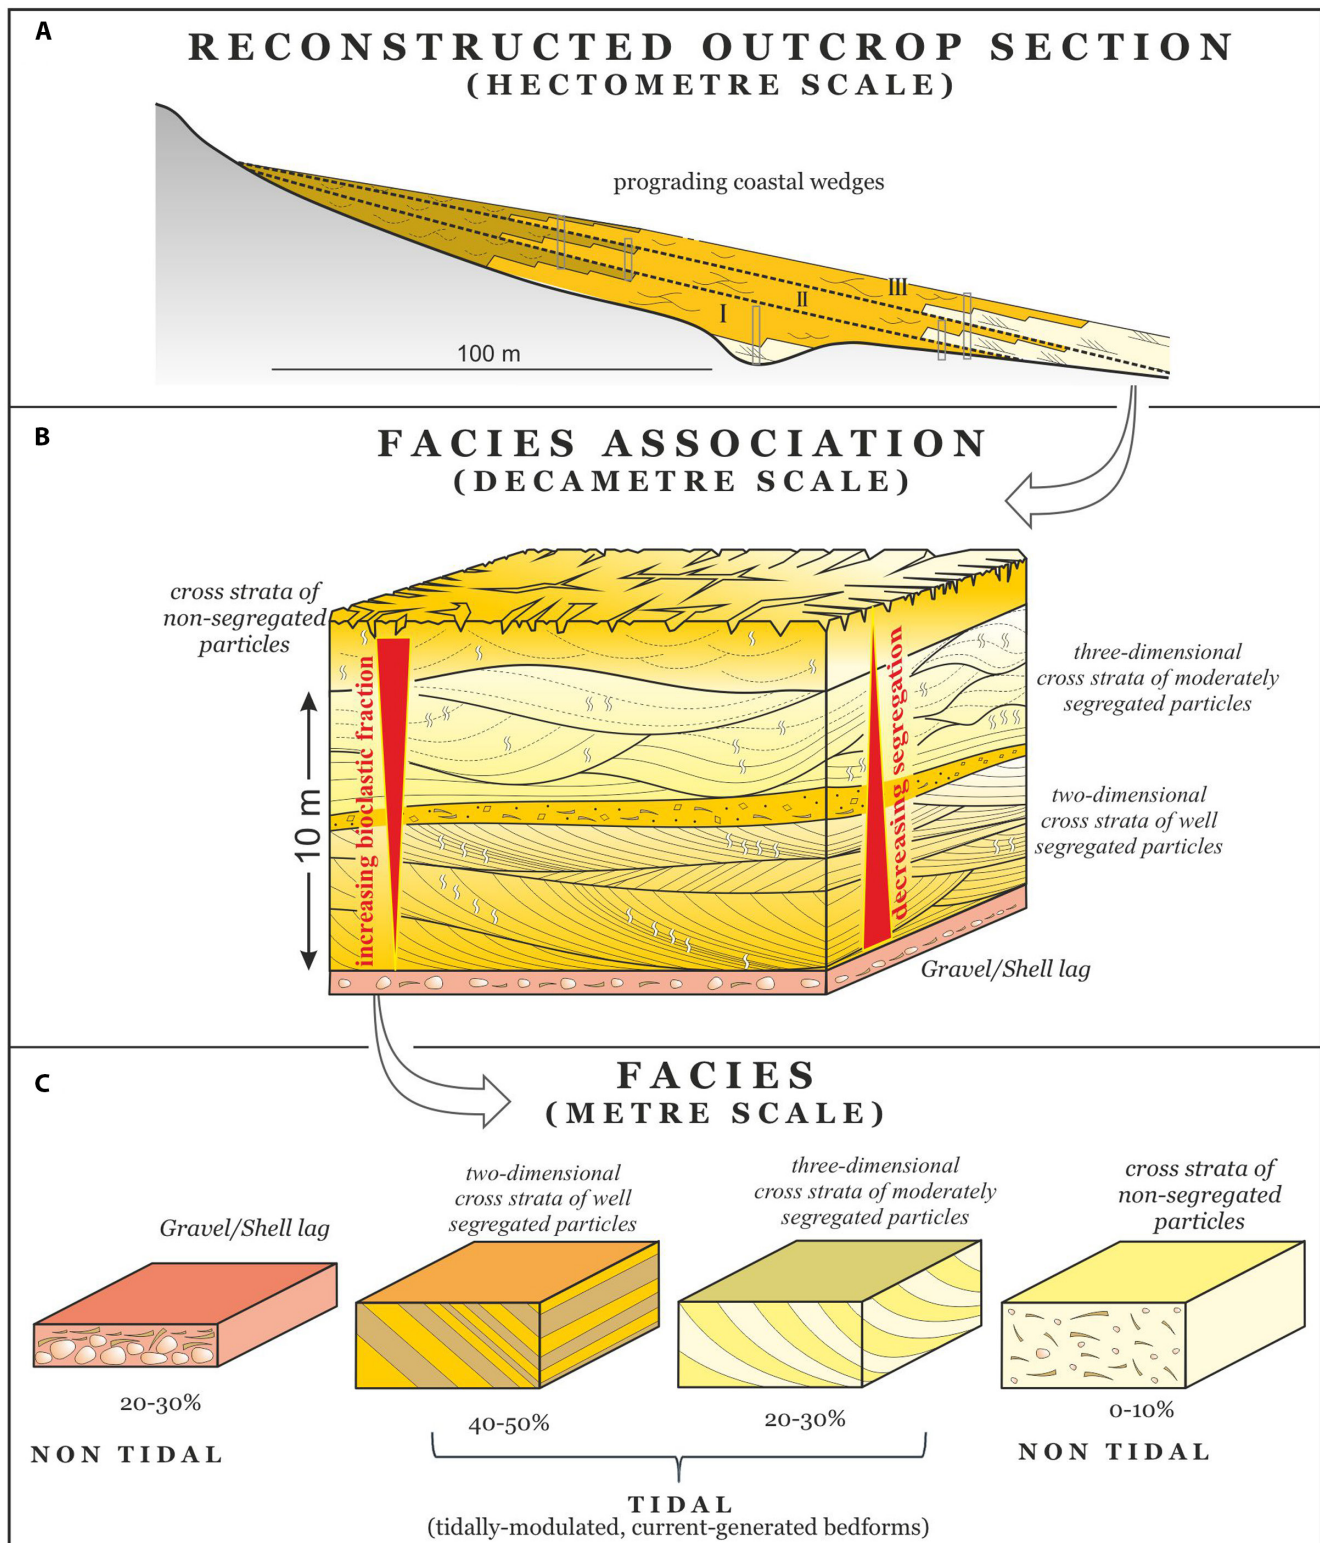 A
RECONSTRUCTED OUTCROP SECTION
(HECTOMETRE SCALE)
prograding coastal wedges
III
II
I
100 m
B
FACIES ASSOCIATION
(DECAMETRE SCALE)
cross strata of
non-segregated
particles
increasing bioclastic fraction
decreasing segregation
10 m
three-dimensional
cross strata of moderately
segregated particles
two-dimensional
cross strata of well
segregated particles
Gravel/Shell lag
C
FACIES
(METRE SCALE)
Gravel/Shell lag
two-dimensional
cross strata of well
segregated particles
three-dimensional
cross strata of moderately
segregated particles
cross strata of
non-segregated
particles
20-30%
40-50%
20-30%
0-10%
NON TIDAL
NON TIDAL
TIDAL
(tidally-modulated, current-generated bedforms)